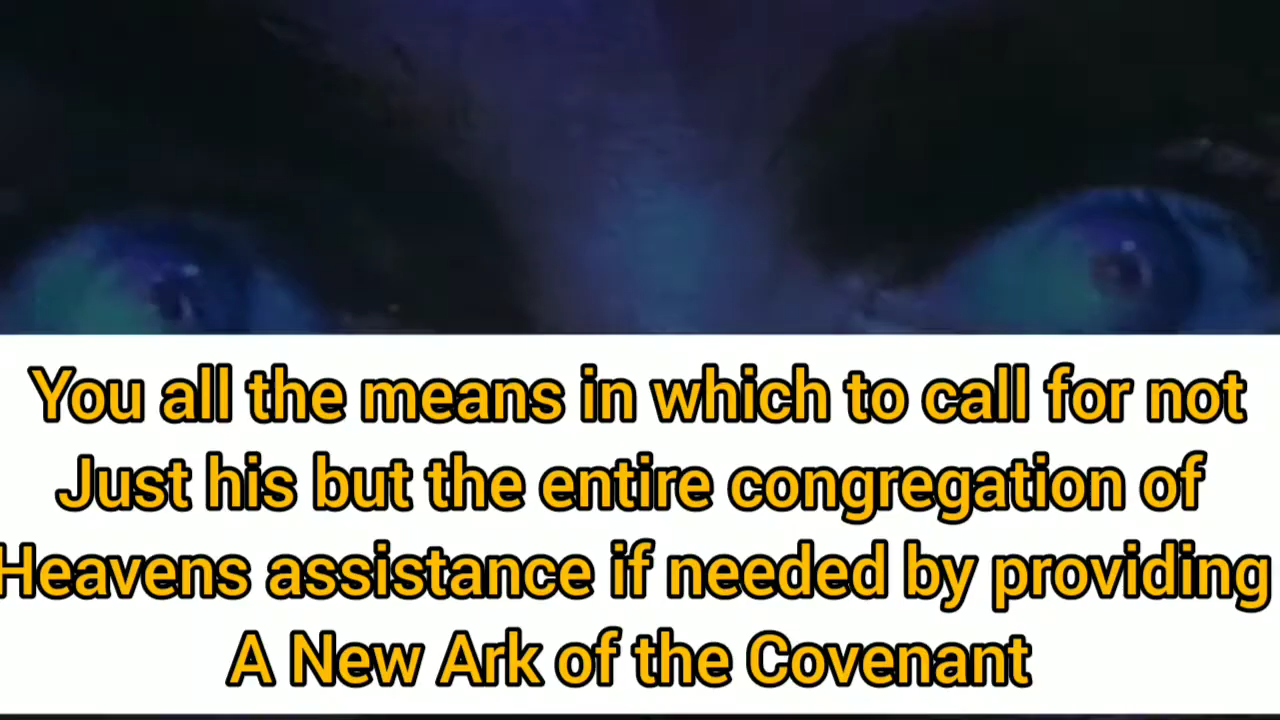 You all the means in which to call for not
Just his but the entire congregation of
Heavens assistance if needed by providing
A New Ark of the Covenant